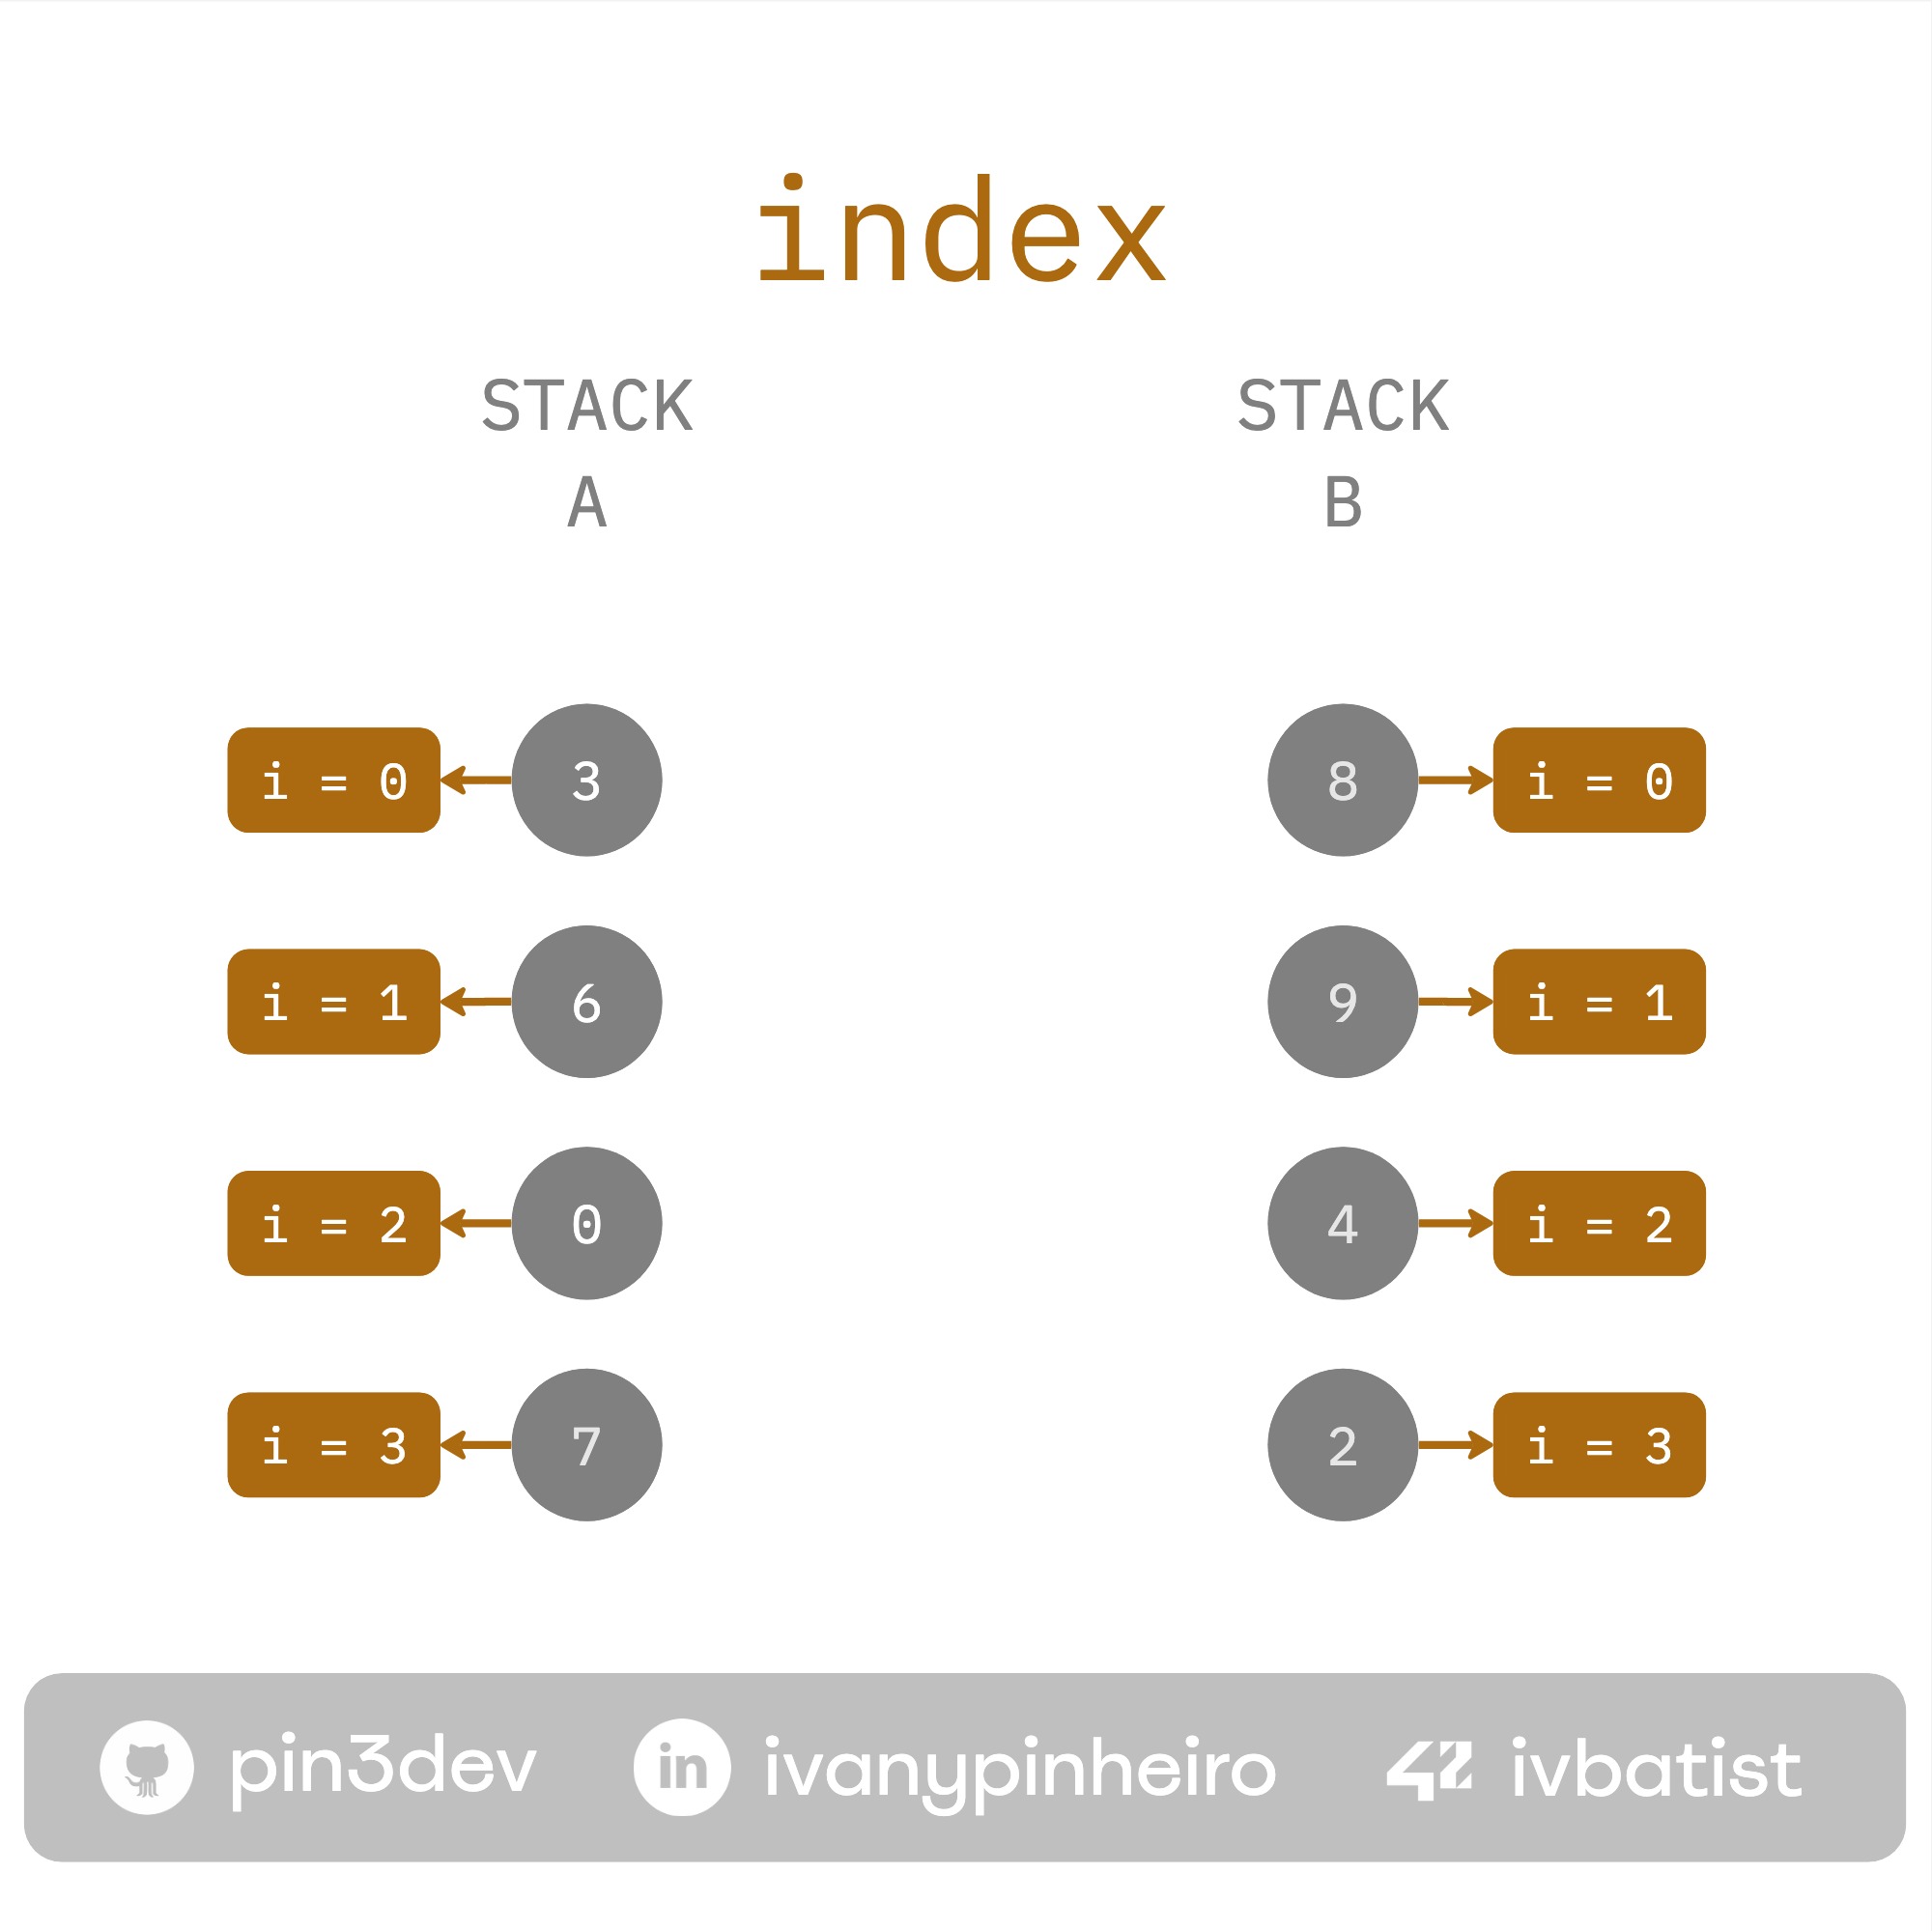 index
STACK
A
STACK
B
i = 0 3 8 i = 0
i = 1 6 9 i = 1
i = 2 0 4 i = 2
i = 3 7 2 i = 3
pin3dev in ivanypinheiro 42 ivbatist